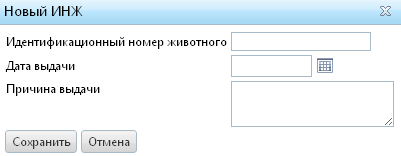 Новый ИНЖ
Идентификационный номер животного
Дата выдачи
Причина выдачи
Сохранить Отмена